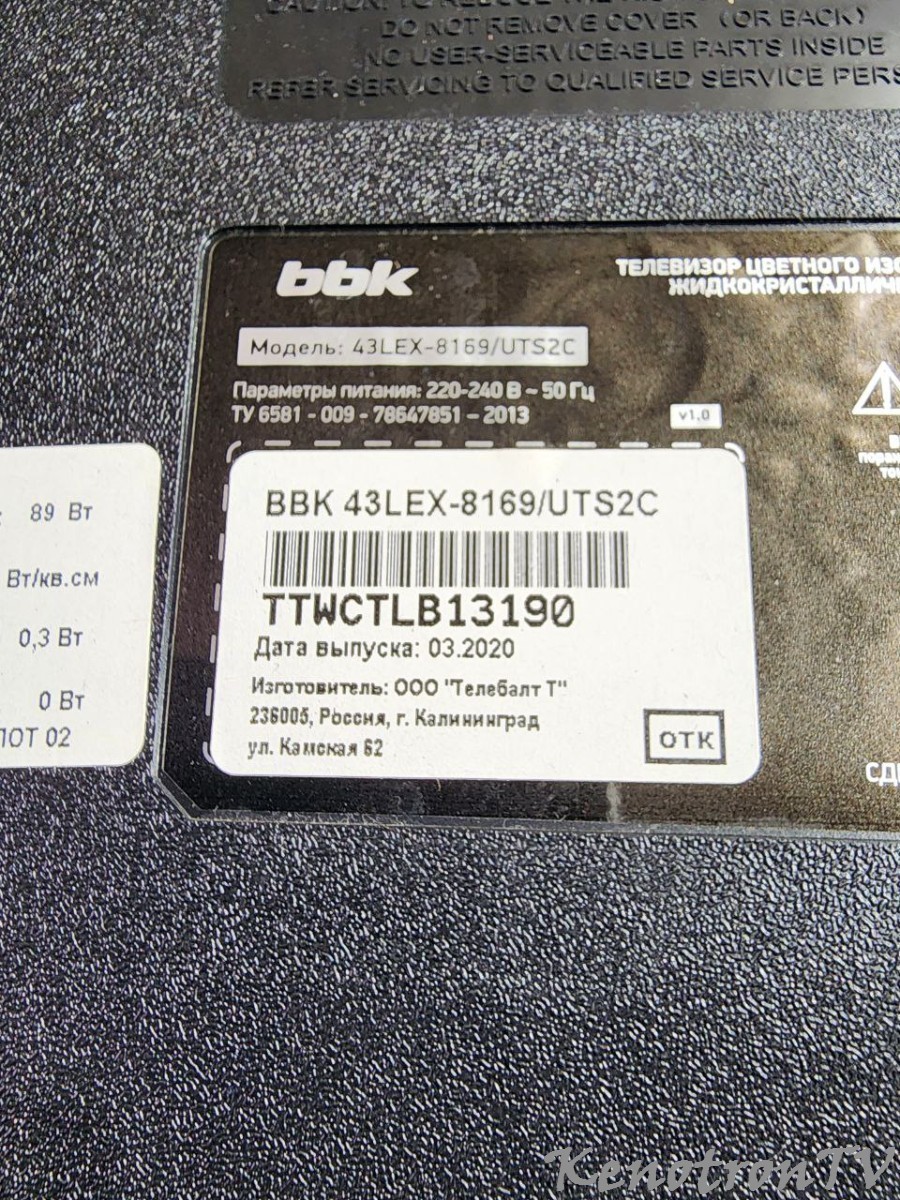 DO NOT REMOVE COVER (OR BACK)
NO USER-SERVICEABLE PARTS INSIDE
REFER SERVICING TO QUALIFIED SERVICE PERS
bbk
ТЕЛЕВИЗОР ЦВЕТНОГО ИЗО
ЖИДКОКРИСТАЛЛИЧЕ
Модель: 43LEX-8169/UTS2C
Параметры питания: 220-240 В ~ 50 Гц
ТУ 6581 - 009 - 78647851 - 2013
v1.0
89 Вт
Вт/кв.см
0,3 Вт
0 Вт
ЛОТ 02
BBK 43LEX-8169/UTS2C
TTWCTLB13190
Дата выпуска: 03.2020
Изготовитель: ООО "Телебалт Т"
236005, Россия, г. Калининград
ул. Камская 62
ОТК
KenotronTV